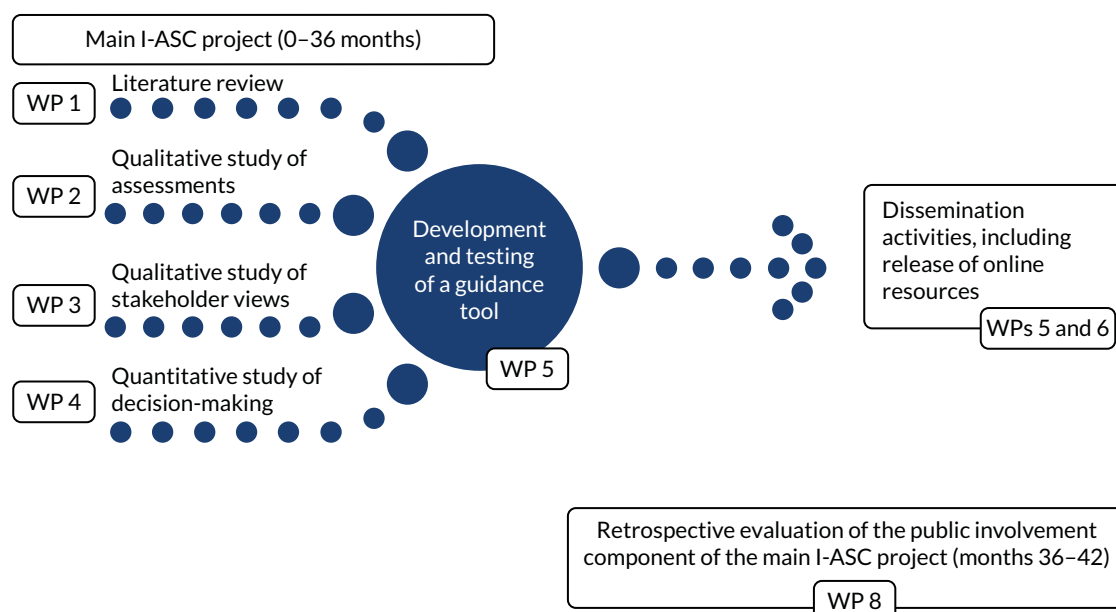 Main I-ASC project (0–36 months)
WP 1
Literature review
WP 2
Qualitative study of
assessments
WP 3
Qualitative study of
stakeholder views
WP 4
Quantitative study of
decision-making
Development
and testing
of a guidance
tool
WP 5
Dissemination
activities, including
release of online
resources
WPs 5 and 6
Retrospective evaluation of the public involvement
component of the main I-ASC project (months 36–42)
WP 8